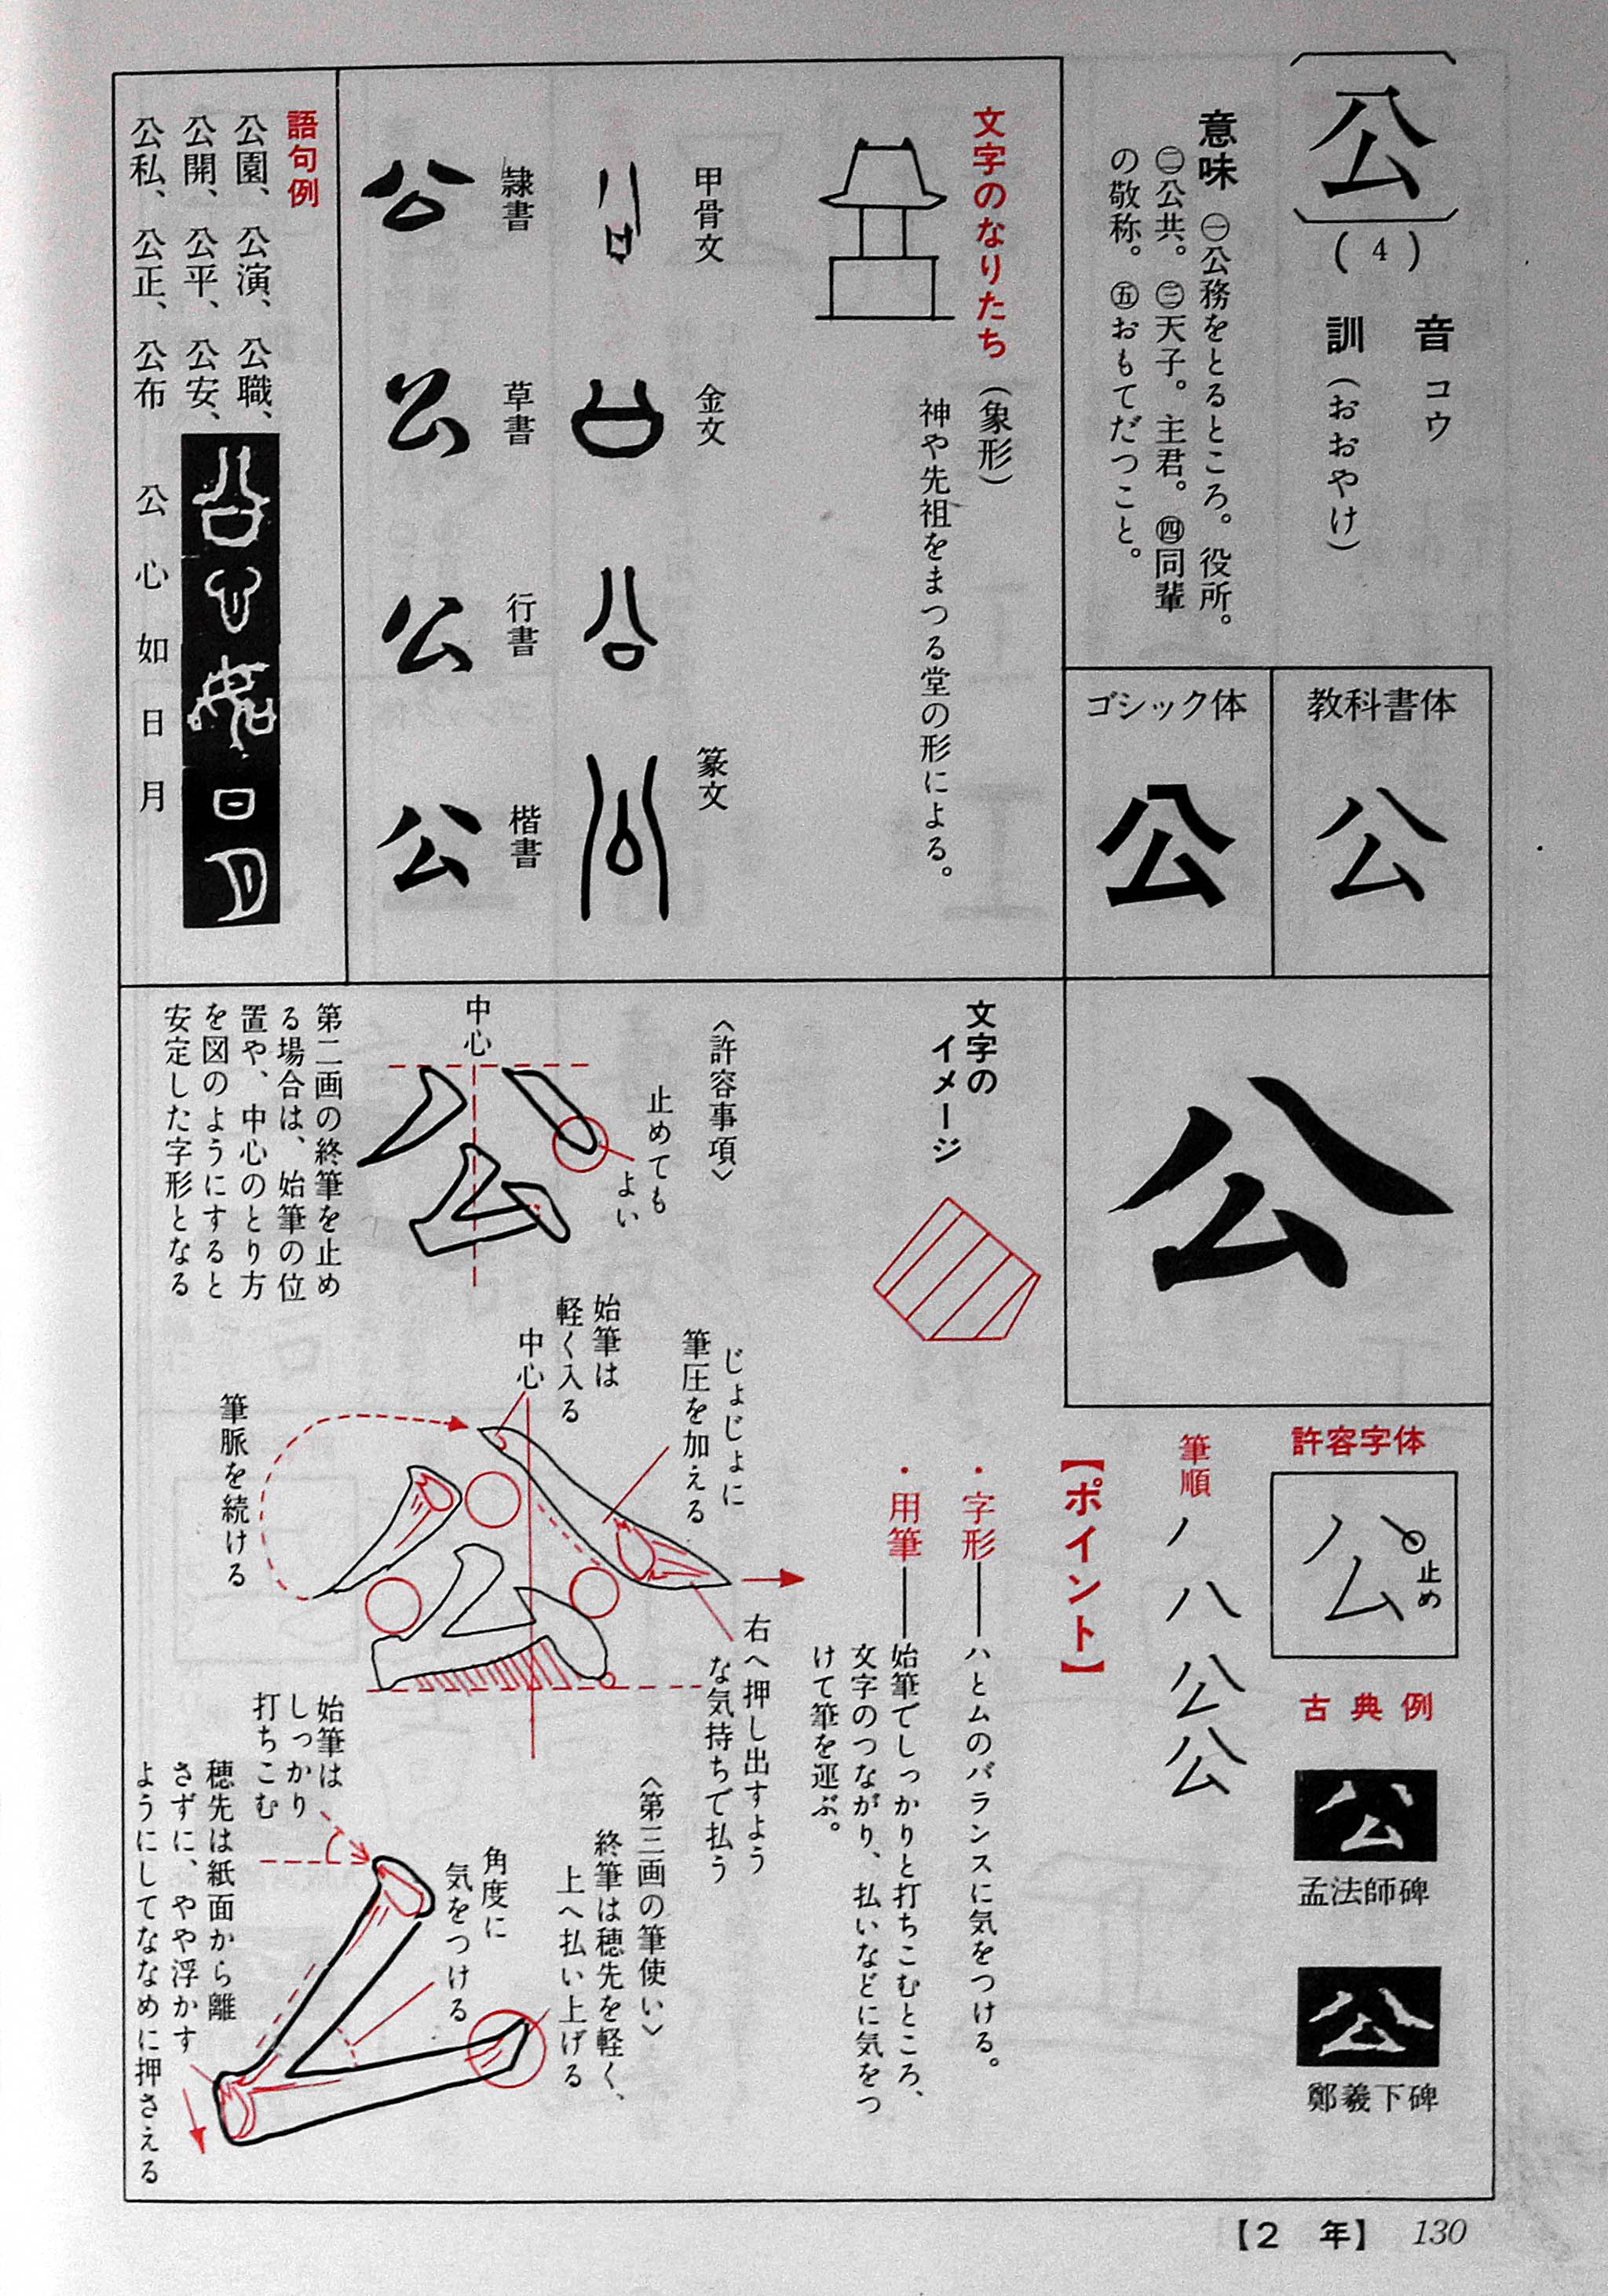 公
(4)
音 コウ
訓(おおやけ)
意味 ㊀公務をとるところ。役所。
㊁公共。㊂天子。主君。㊃同輩
の敬称。㊄おもてだつこと。
教科書体
公
ゴシック体
公
文字のなりたち(象形)
神や先祖をまつる堂の形による。
甲骨文
金文
篆文
隷書
草書
行書
楷書
公
公
公
公
語句例
公園、公演、公職、
公開、公平、公安、
公私、公正、公布
公心如日月
公
許容字体
公
止め
古典例
公
孟法師碑
公
鄭羲下碑
筆順
ノ 八 公 公
【ポイント】
・字形――ハとムのバランスに気をつける。
・用筆――始筆でしっかりと打ちこむところ、
文字のつながり、払いなどに気をつ
けて筆を運ぶ。
文字の
イメージ
〈許容事項〉
止めても
よい
中心
第二画の終筆を止め
る場合は、始筆の位
置や、中心のとり方
を図のようにすると
安定した字形となる
じょじょに
筆圧を加える
始筆は
軽く入る
中心
筆脈を続ける
右へ押し出すよう
な気持ちで払う
〈第三画の筆使い〉
終筆は穂先を軽く、
上へ払い上げる
角度に
気をつける
始筆は
しっかり
打ちこむ
穂先は紙面から離
さずに、やや浮かす
ようにしてななめに押さえる
【2 年】 130